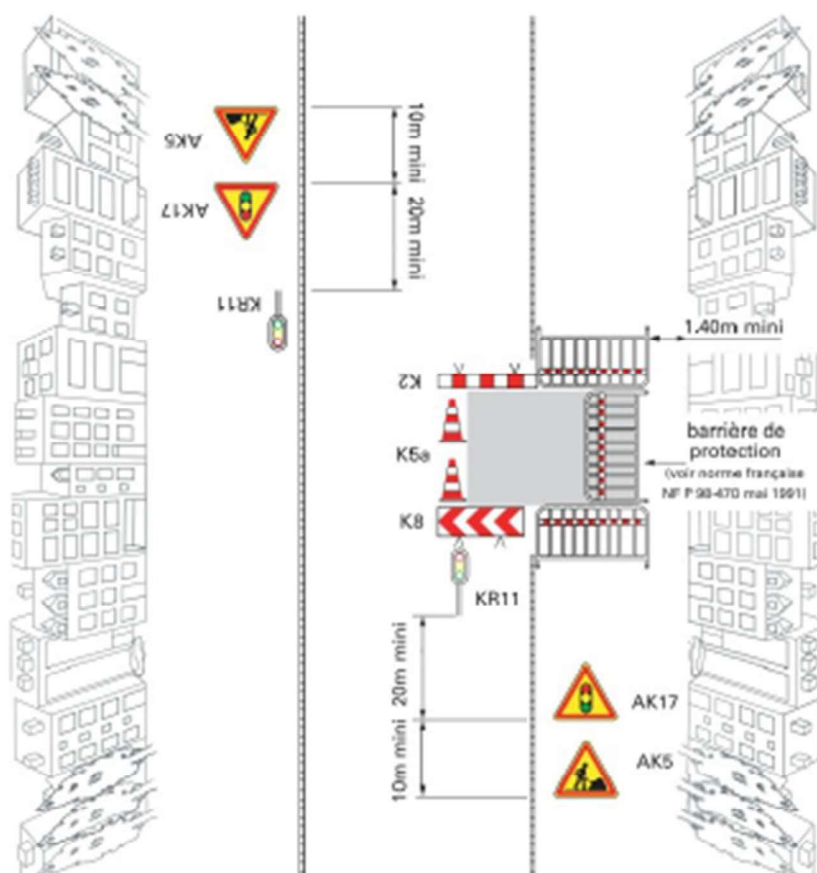 AK5
10m mini
AK17
20m mini
KR11
1.40m mini
K2
K5a
barrière de
protection
(voir norme française
NF P 98-470 mai 1991)
K8
KR11
20m mini
AK17
10m mini
AK5